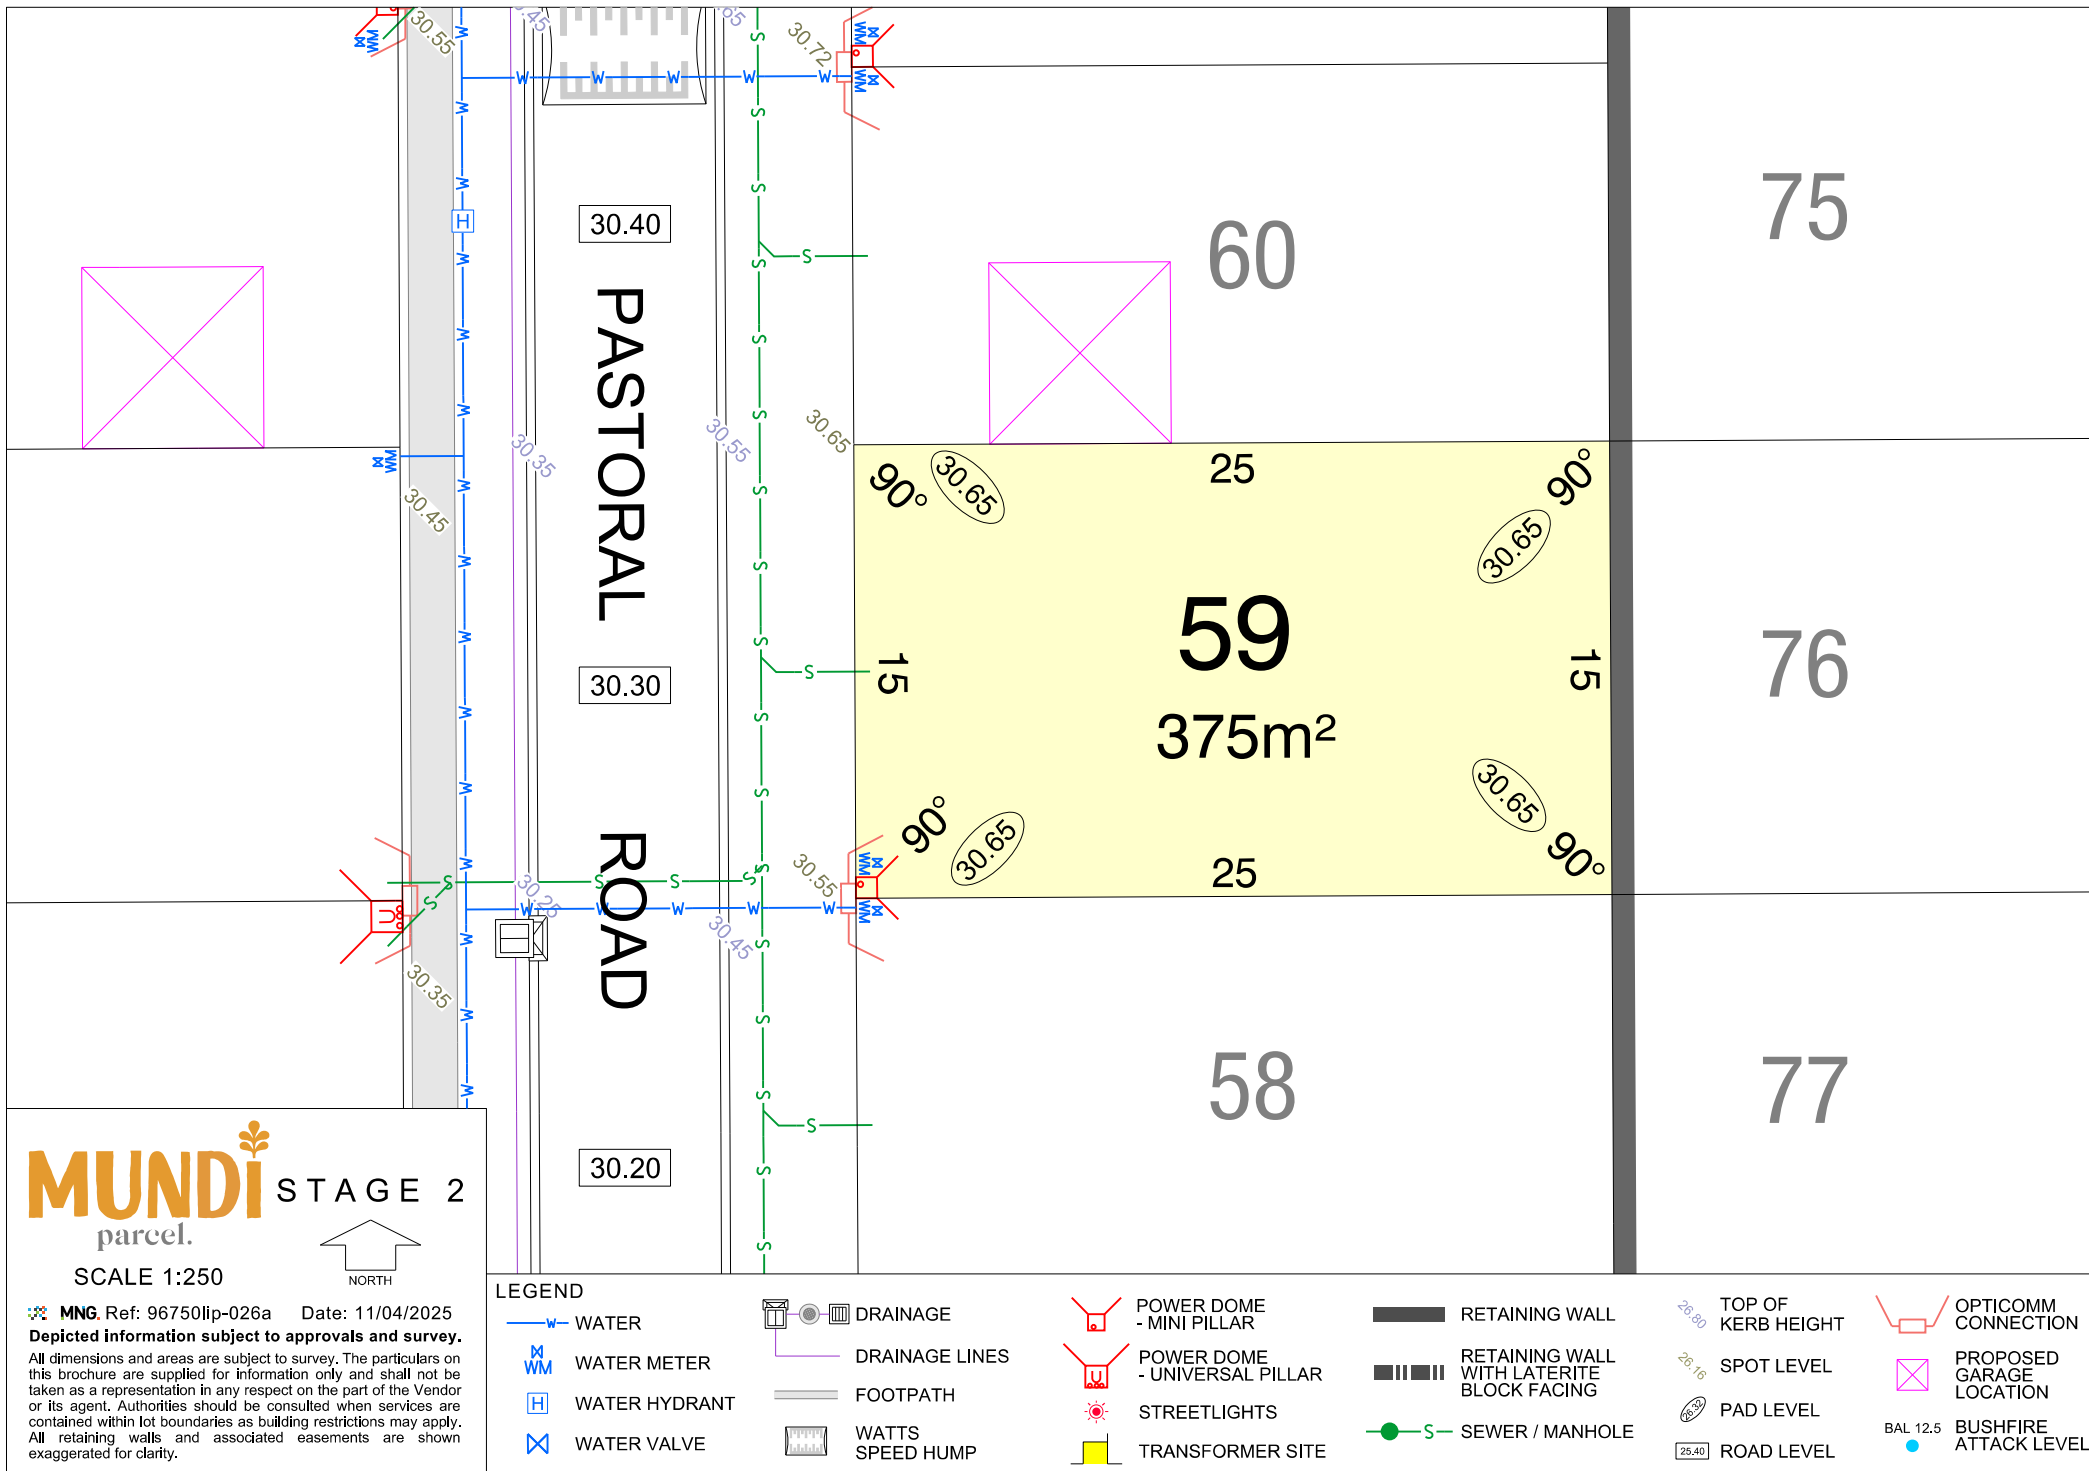 30.55
.45
.65
30.72
W
WM
H
30.40
60
75
PASTORAL
30.35
30.55
30.65
25
90°
30.65
90°
30.65
30.45
59
375m²
15
15
30.30
76
90°
30.65
30.65
90°
25
30.55
30.25
30.45
ROAD
U
30.35
58
77
30.20
MUNDi
parcel.
STAGE 2
SCALE 1:250
NORTH
MNG. Ref: 96750lip-026a Date: 11/04/2025
Depicted information subject to approvals and survey.
All dimensions and areas are subject to survey. The particulars on
this brochure are supplied for information only and shall not be
taken as a representation in any respect on the part of the Vendor
or its agent. Authorities should be consulted when services are
contained within lot boundaries as building restrictions may apply.
All retaining walls and associated easements are shown
exaggerated for clarity.
LEGEND
W WATER
WM WATER METER
H WATER HYDRANT
WATER VALVE
DRAINAGE
DRAINAGE LINES
FOOTPATH
WATTS
SPEED HUMP
POWER DOME
- MINI PILLAR
POWER DOME
- UNIVERSAL PILLAR
STREETLIGHTS
TRANSFORMER SITE
RETAINING WALL
RETAINING WALL
WITH LATERITE
BLOCK FACING
S SEWER / MANHOLE
26.80 TOP OF
KERB HEIGHT
26.16 SPOT LEVEL
26.32 PAD LEVEL
25.40 ROAD LEVEL
OPTICOMM
CONNECTION
PROPOSED
GARAGE
LOCATION
BAL 12.5 BUSHFIRE
ATTACK LEVEL